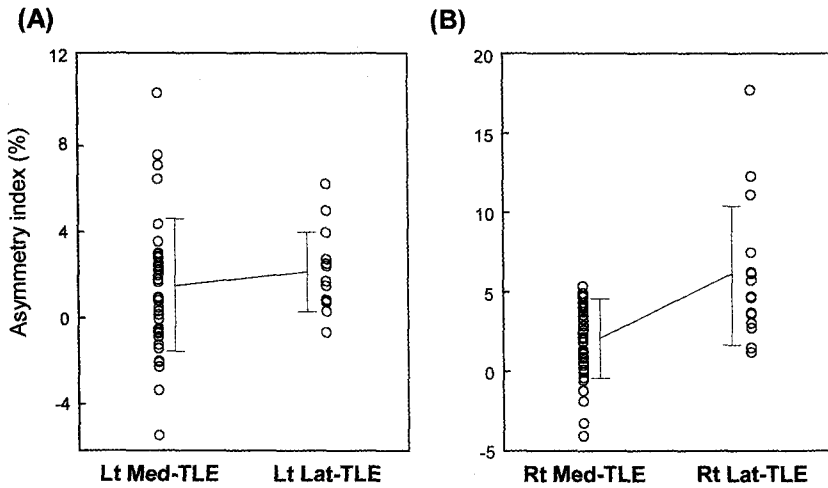 (A)
(B)
Asymmetry index (%)
12
8
4
0
-4
Lt Med-TLE
Lt Lat-TLE
20
15
10
5
0
-5
Rt Med-TLE
Rt Lat-TLE